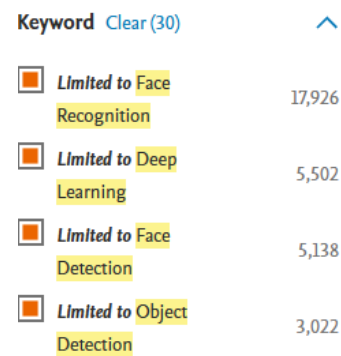 Keyword Clear (30)
Limited to Face
17,926
Recognition
Limited to Deep
5,502
Learning
Limited to Face
5,138
Detection
Limited to Object
3,022
Detection